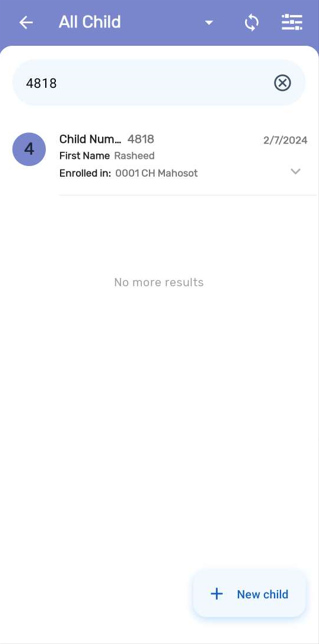 All Child
4818
4
Child Num... 4818
2/7/2024
First Name Rasheed
Enrolled in: 0001 CH Mahosot
No more results
+ New child